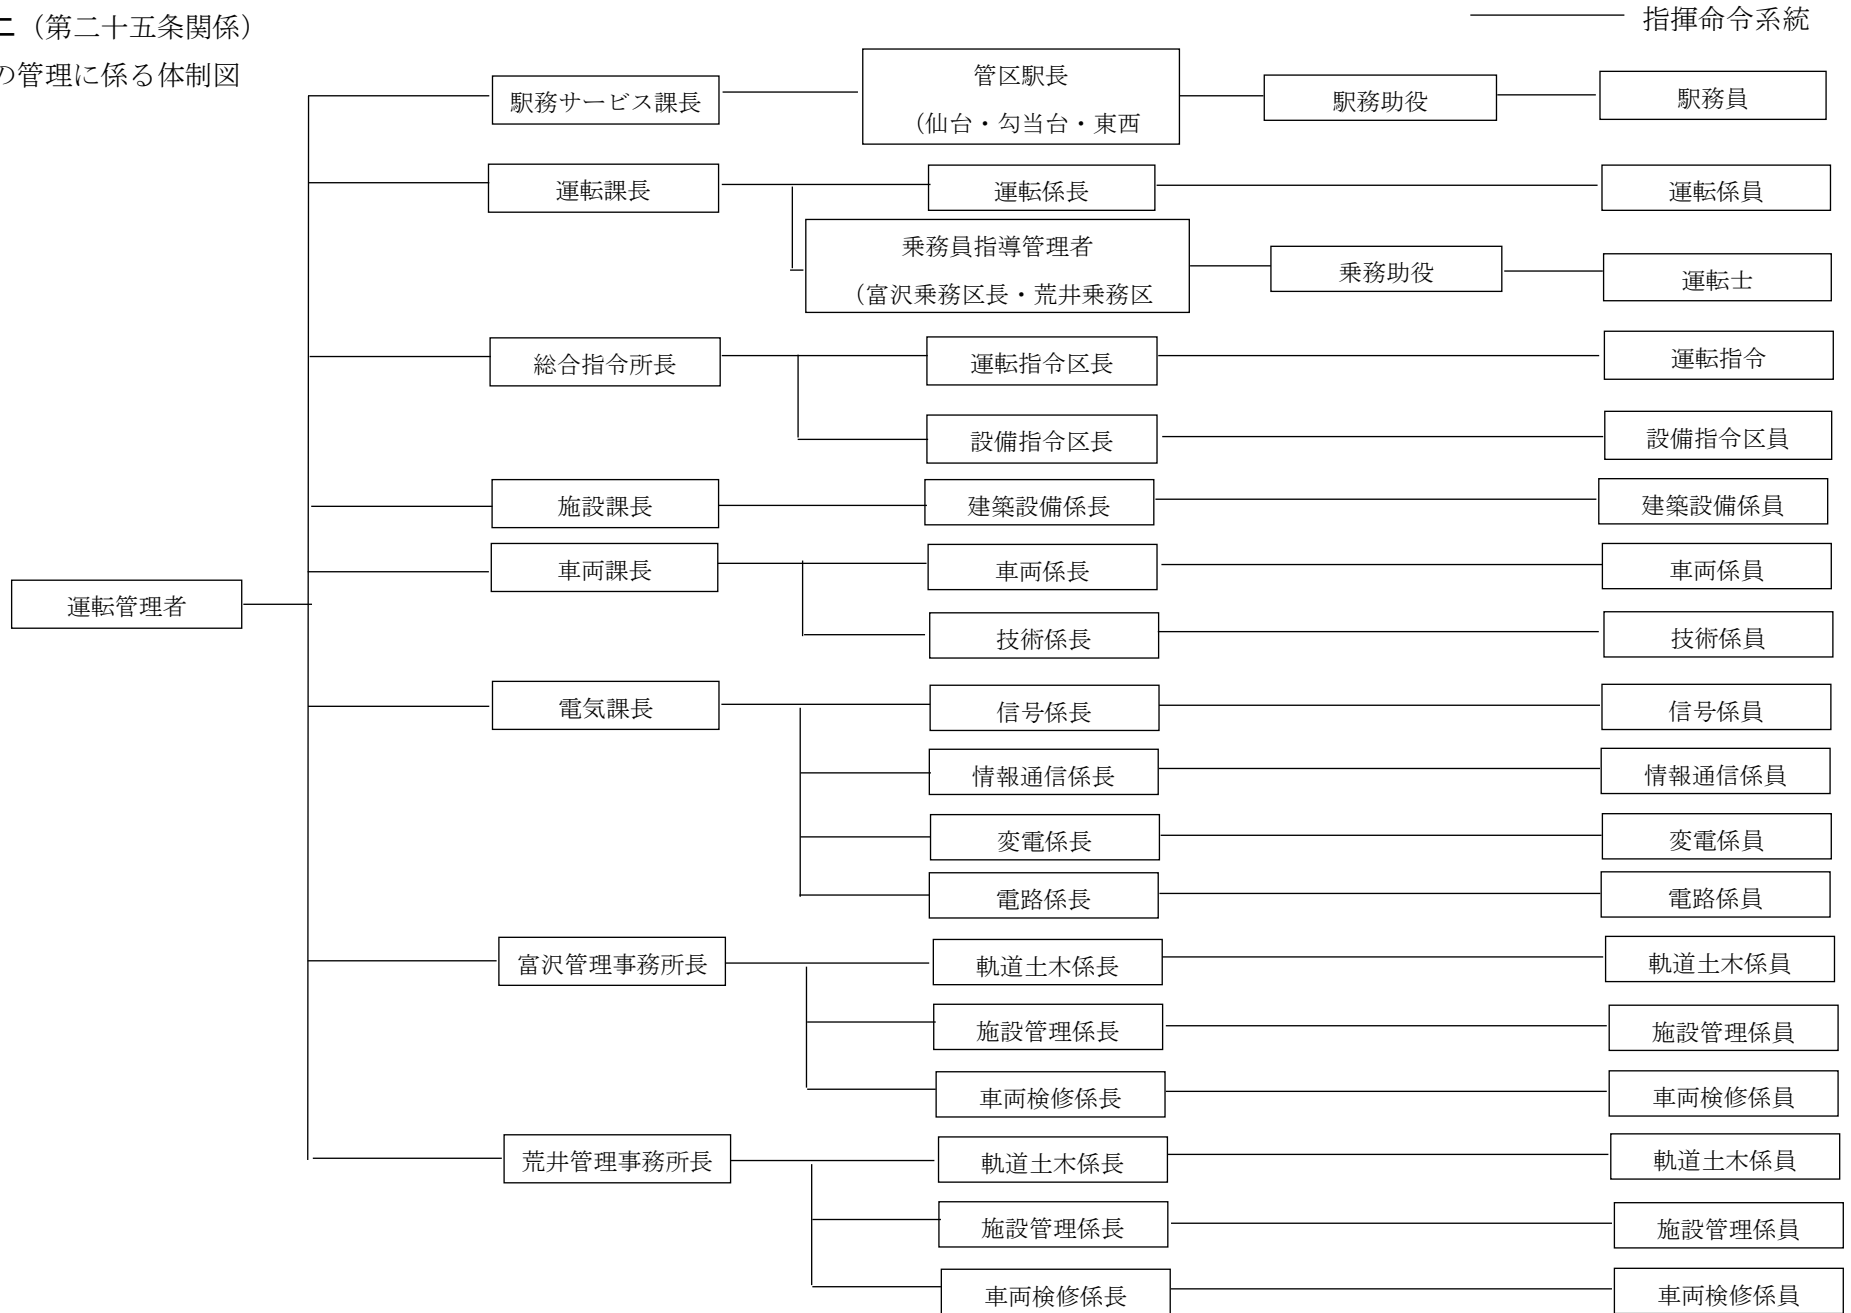 二（第二十五条関係）
指揮命令系統
の管理に係る体制図
駅務サービス課長
管区駅長
（仙台・勾当台・東西
駅務助役
駅務員
運転課長
運転係長
運転係員
乗務員指導管理者
（富沢乗務区長・荒井乗務区
乗務助役
運転士
総合指令所長
運転指令区長
運転指令
設備指令区長
設備指令区員
施設課長
建築設備係長
建築設備係員
車両課長
車両係長
車両係員
運転管理者
技術係長
技術係員
電気課長
信号係長
信号係員
情報通信係長
情報通信係員
変電係長
変電係員
電路係長
電路係員
富沢管理事務所長
軌道土木係長
軌道土木係員
施設管理係長
施設管理係員
車両検修係長
車両検修係員
荒井管理事務所長
軌道土木係長
軌道土木係員
施設管理係長
施設管理係員
車両検修係長
車両検修係員